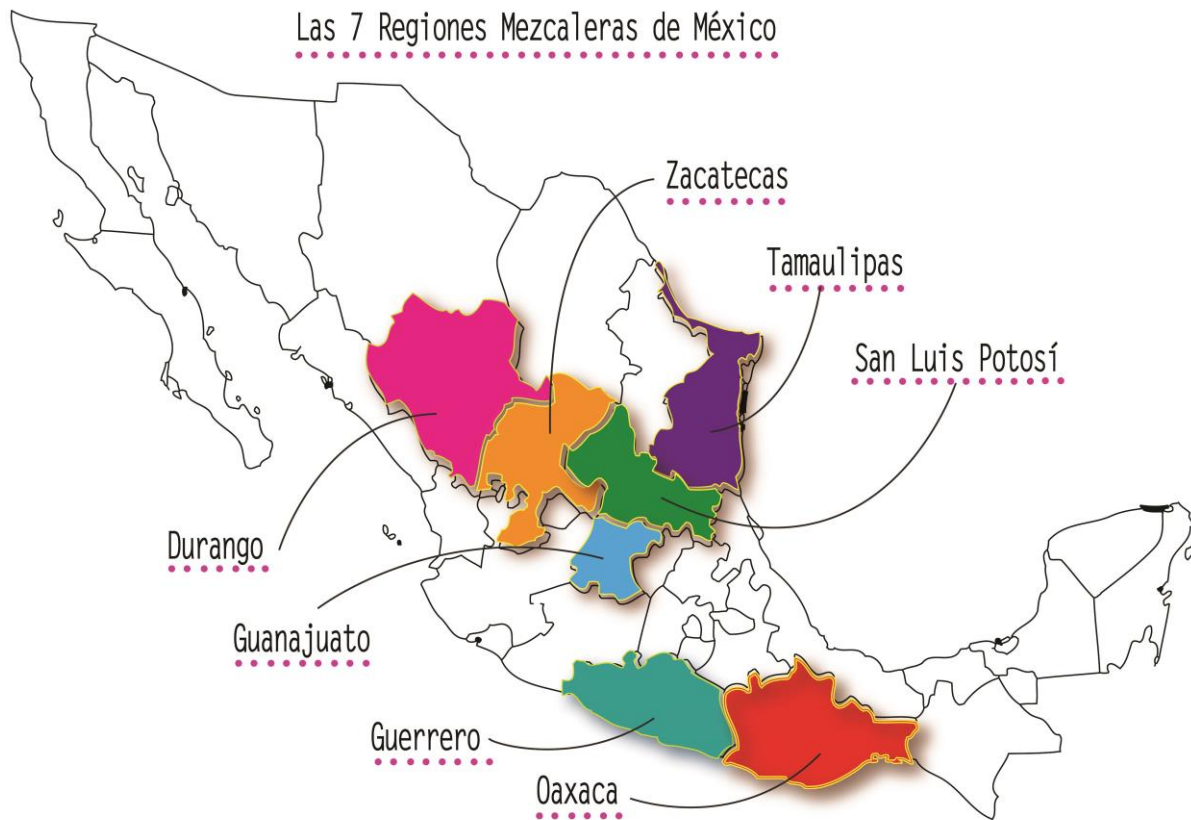 Las 7 Regiones Mezcaleras de México
Zacatecas
Tamaulipas
San Luis Potosí
Durango
Guanajuato
Guerrero
Oaxaca